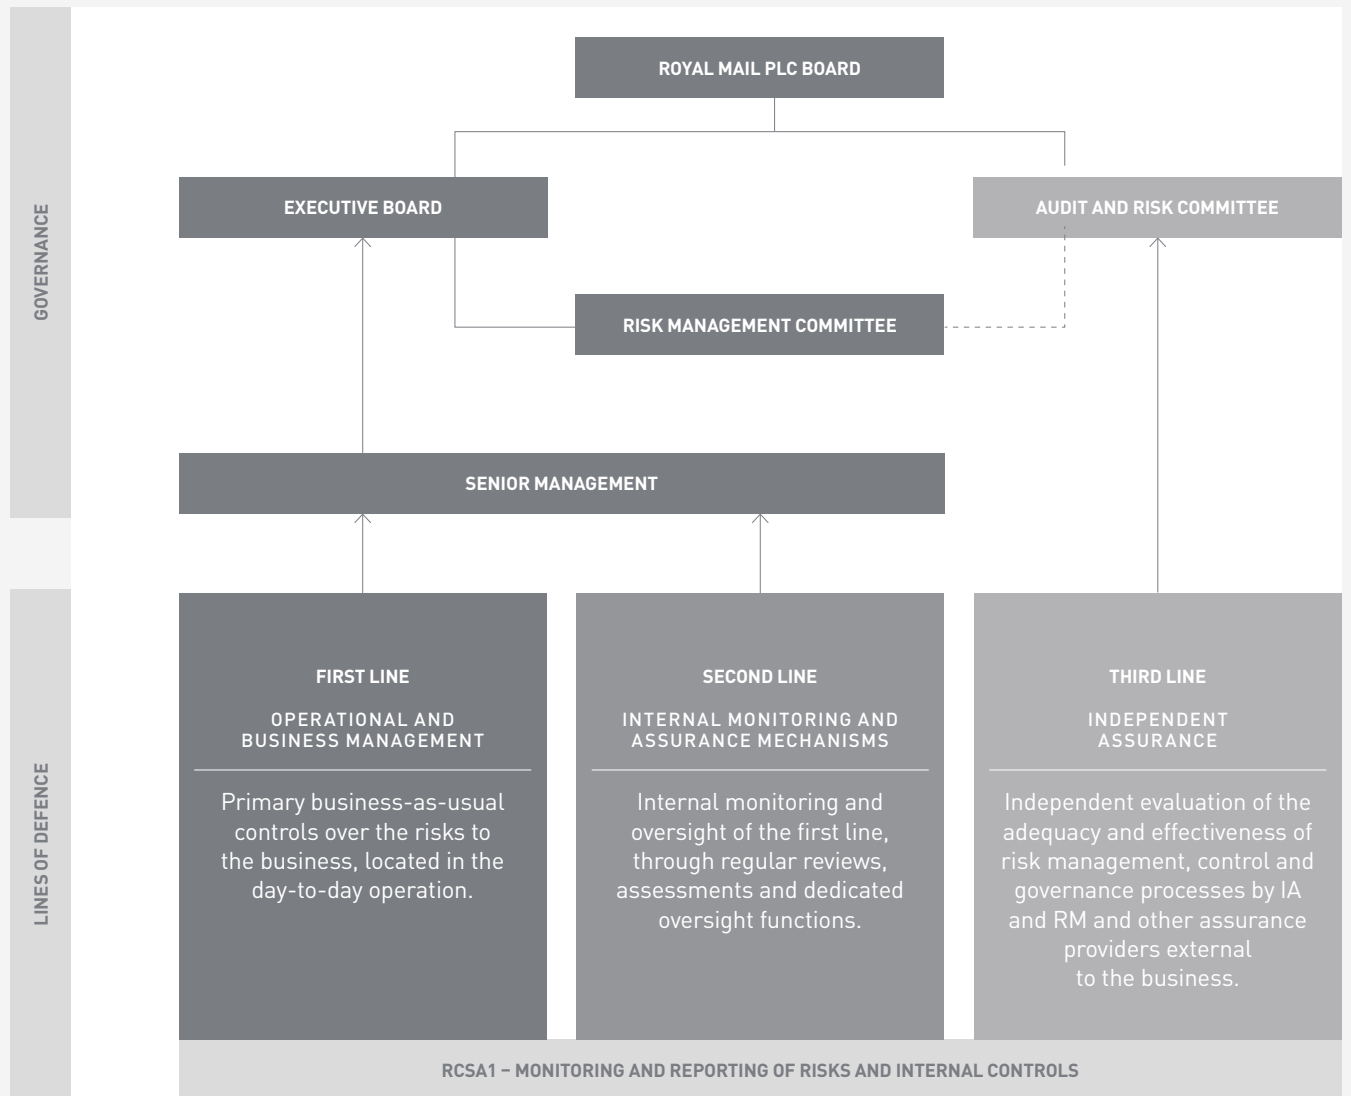 ROYAL MAIL PLC BOARD
EXECUTIVE BOARD
AUDIT AND RISK COMMITTEE
GOVERNANCE
RISK MANAGEMENT COMMITTEE
SENIOR MANAGEMENT
LINES OF DEFENCE
FIRST LINE
OPERATIONAL AND
BUSINESS MANAGEMENT
Primary business-as-usual
controls over the risks to
the business, located in the
day-to-day operation.
SECOND LINE
INTERNAL MONITORING AND
ASSURANCE MECHANISMS
Internal monitoring and
oversight of the first line,
through regular reviews,
assessments and dedicated
oversight functions.
THIRD LINE
INDEPENDENT
ASSURANCE
Independent evaluation of the
adequacy and effectiveness of
risk management, control and
governance processes by IA
and RM and other assurance
providers external
to the business.
RCSA1 – MONITORING AND REPORTING OF RISKS AND INTERNAL CONTROLS